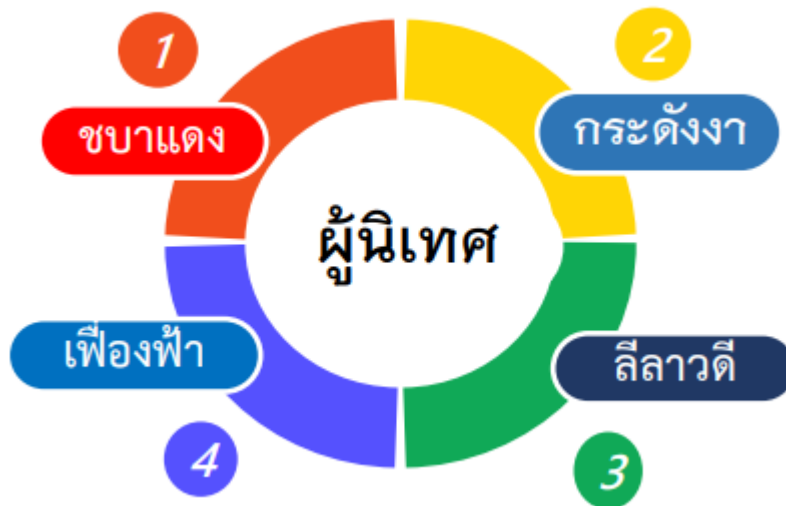 1
ชบาแดง
2
กระดังงา
ผู้นิเทศ
เฟื่องฟ้า
4
ลีลาวดี
3